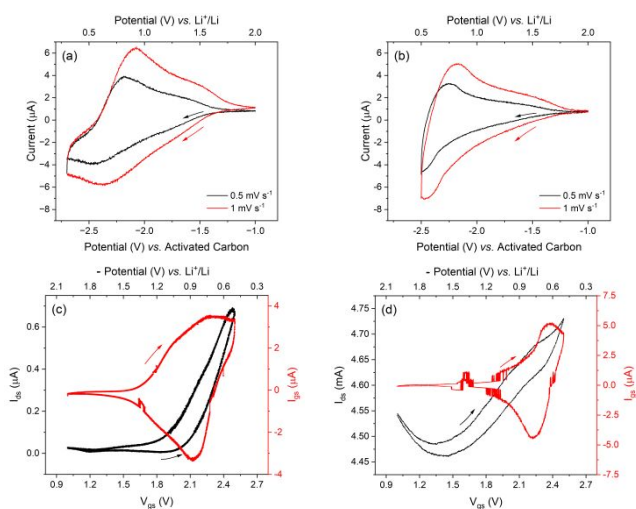 Potential (V) vs. Li⁺/Li
0.5 1.0 1.5 2.0
(a)
8
6
4
2
0
−2
−4
−6
−8
Current (µA)
0.5 mV s⁻¹
1 mV s⁻¹
−2.5 −2.0 −1.5 −1.0
Potential (V) vs. Activated Carbon
Potential (V) vs. Li⁺/Li
0.5 1.0 1.5 2.0
(b)
8
6
4
2
0
−2
−4
−6
−8
Current (µA)
0.5 mV s⁻¹
1 mV s⁻¹
−2.5 −2.0 −1.5 −1.0
Potential (V) vs. Activated Carbon
- Potential (V) vs. Li⁺/Li
2.1 1.8 1.5 1.2 0.9 0.6 0.3
(c)
0.6
0.4
0.2
0.0
Ids (µA)
4
2
0
-2
-3
Igs (µA)
0.9 1.2 1.5 1.8 2.1 2.4 2.7
Vgs (V)
- Potential (V) vs. Li⁺/Li
2.1 1.8 1.5 1.2 0.9 0.6 0.3
(d)
4.75
4.70
4.65
4.60
4.55
4.50
4.45
Ids (mA)
7.5
5.0
2.5
0.0
-2.5
-5.0
-7.5
Igs (µA)
0.9 1.2 1.5 1.8 2.1 2.4 2.7
Vgs (V)